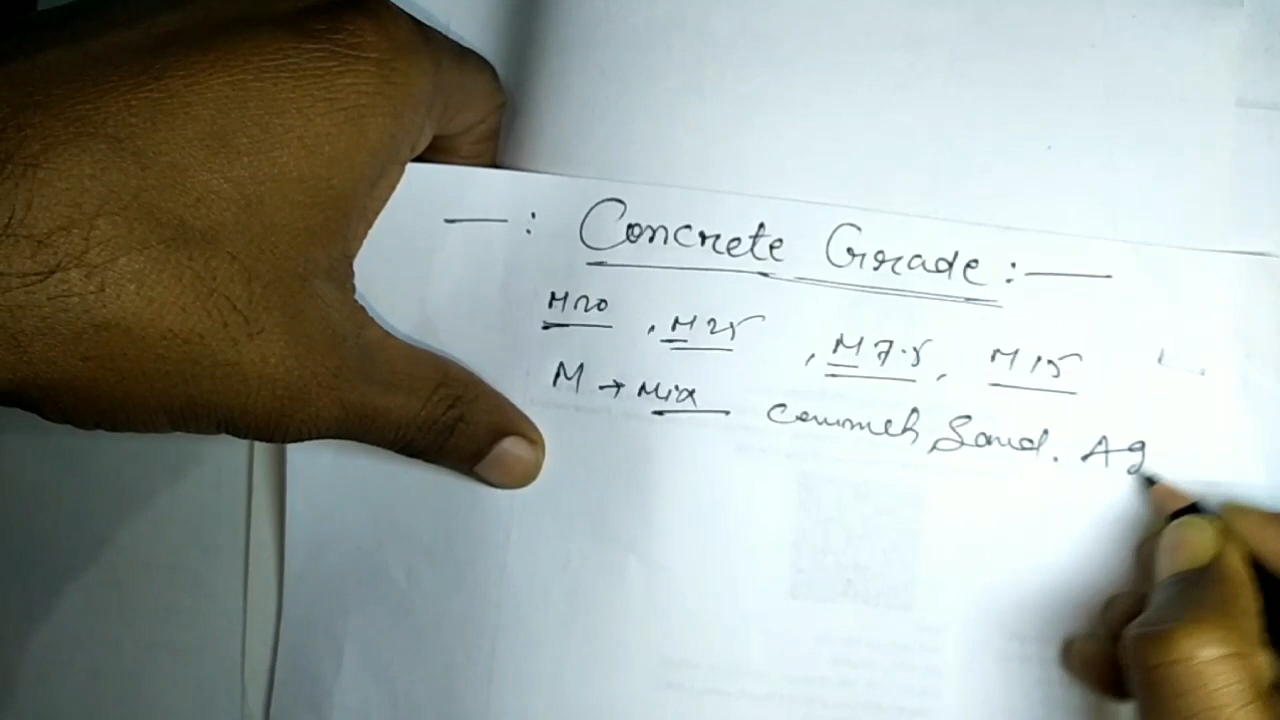 —: Concrete Grade :—
M20, M25, M7.5, M15
M → Mix Cement, Sand. Ag